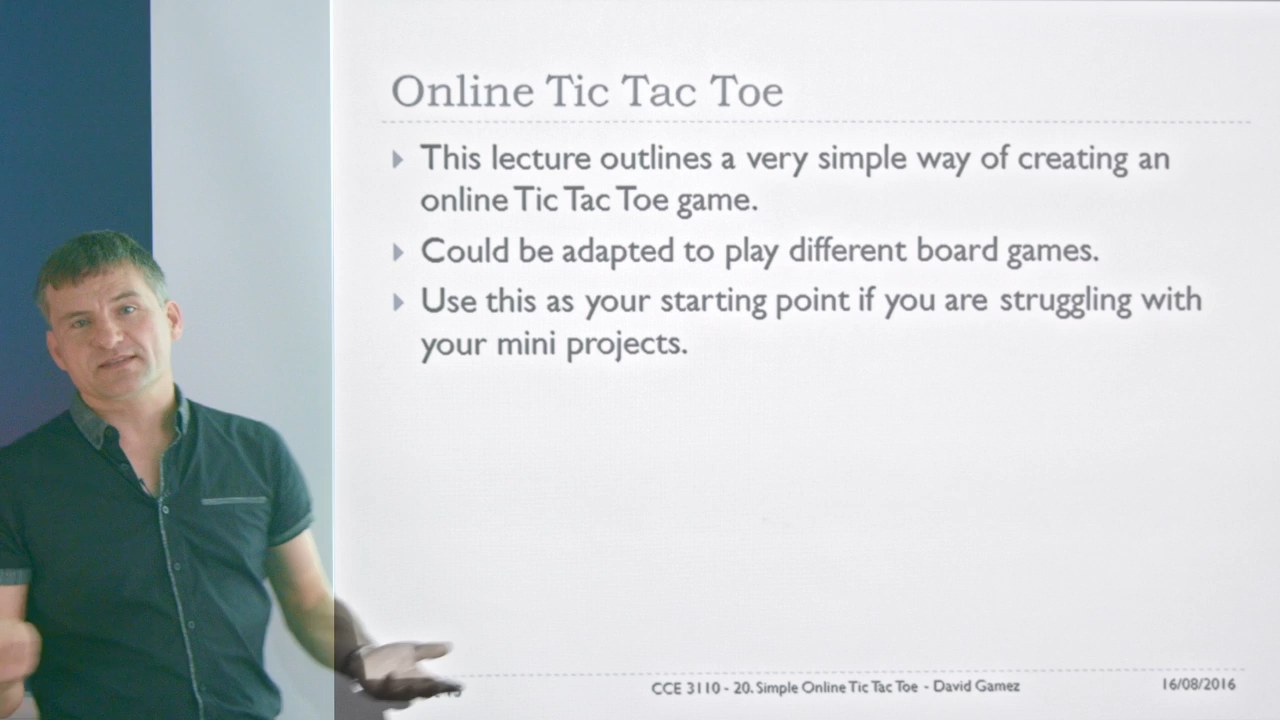 Online Tic Tac Toe
This lecture outlines a very simple way of creating an
online Tic Tac Toe game.
Could be adapted to play different board games.
Use this as your starting point if you are struggling with
your mini projects.
CCE 3110 - 20. Simple Online Tic Tac Toe - David Gamez
16/08/2016